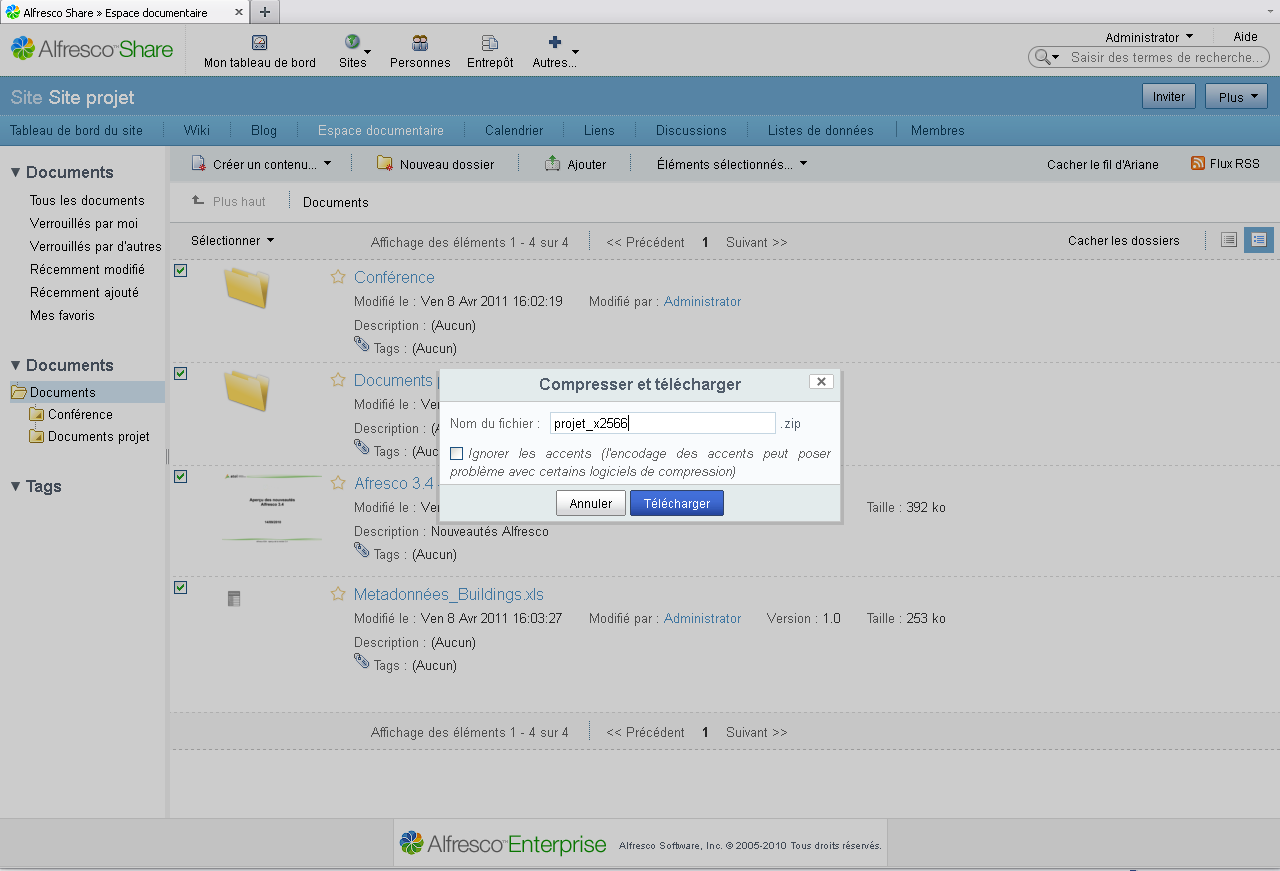 Alfresco Share » Espace documentaire
Alfresco Share
Mon tableau de bord
Sites
Personnes
Entrepôt
Autres...
Administrator
Aide
Saisir des termes de recherche...
Site Site projet
Inviter
Plus
Tableau de bord du site
Wiki
Blog
Espace documentaire
Calendrier
Liens
Discussions
Listes de données
Membres
Documents
Tous les documents
Verrouillés par moi
Verrouillés par d'autres
Récemment modifié
Récemment ajouté
Mes favoris
Documents
Documents
Conférence
Documents projet
Tags
Créer un contenu...
Nouveau dossier
Ajouter
Éléments sélectionnés...
Cacher le fil d'Ariane
Flux RSS
Plus haut
Documents
Sélectionner
Affichage des éléments 1 - 4 sur 4
<< Précédent 1 Suivant >>
Cacher les dossiers
Conférence
Modifié le : Ven 8 Avr 2011 16:02:19 Modifié par : Administrator
Description : (Aucun)
Tags : (Aucun)
Documents
Modifié le :
Description :
Tags :
Compresser et télécharger
Nom du fichier : projet_x2566 .zip
Ignorer les accents (l'encodage des accents peut poser
problème avec certains logiciels de compression)
Annuler
Télécharger
Aperçu des nouveautés
Alfresco 3.4
Afresco 3.4
Modifié le : Taille : 392 ko
Description : Nouveautés Alfresco
Tags : (Aucun)
Metadonnées_Buildings.xls
Modifié le : Ven 8 Avr 2011 16:03:27 Modifié par : Administrator Version : 1.0 Taille : 253 ko
Description : (Aucun)
Tags : (Aucun)
Affichage des éléments 1 - 4 sur 4
<< Précédent 1 Suivant >>
Alfresco Enterprise
Alfresco Software, Inc. © 2005-2010 Tous droits réservés.